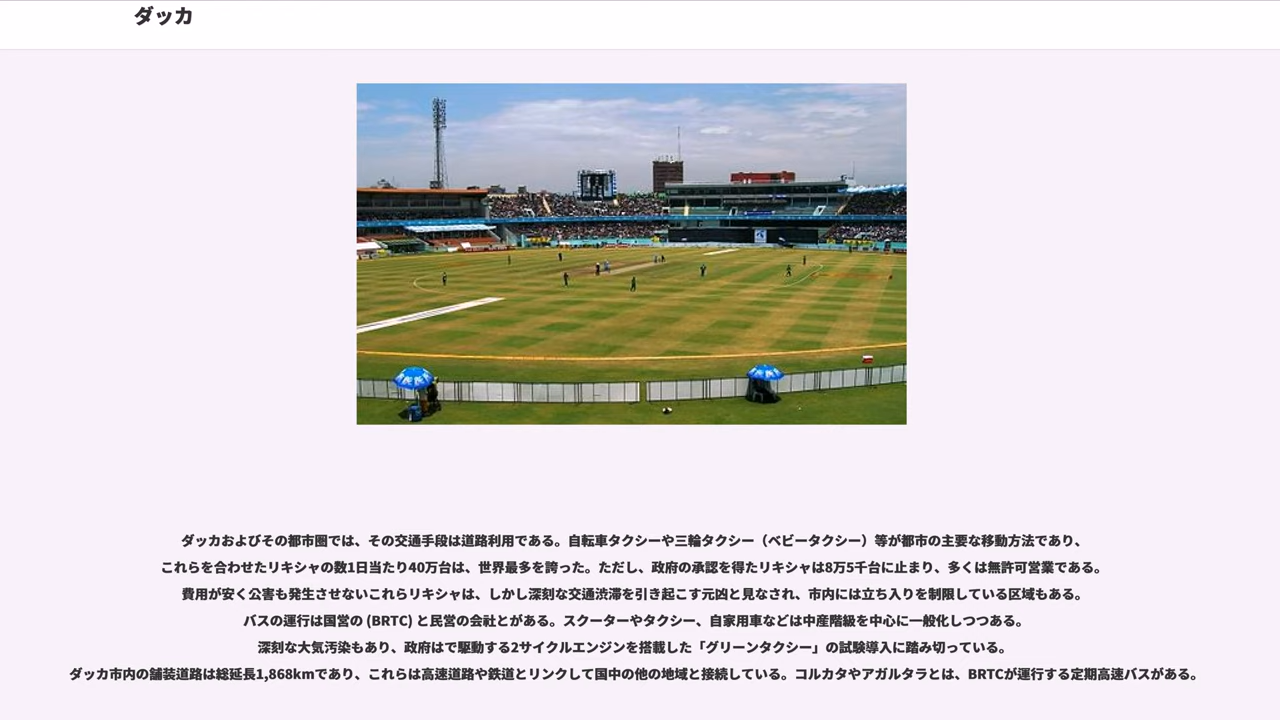 ダッカ
ダッカおよびその都市圏では、その交通手段は道路利用である。自転車タクシーや三輪タクシー（ベビータクシー）等が都市の主要な移動方法であり、
これらを合わせたリキシャの数1日当たり40万台は、世界最多を誇った。ただし、政府の承認を得たリキシャは8万5千台に止まり、多くは無許可営業である。
費用が安く公害も発生させないこれらリキシャは、しかし深刻な交通渋滞を引き起こす元凶と見なされ、市内には立ち入りを制限している区域もある。
バスの運行は国営の (BRTC) と民営の会社とがある。スクーターやタクシー、自家用車などは中産階級を中心に一般化しつつある。
深刻な大気汚染もあり、政府はで駆動する2サイクルエンジンを搭載した「グリーンタクシー」の試験導入に踏み切っている。
ダッカ市内の舗装道路は総延長1,868kmであり、これらは高速道路や鉄道とリンクして国中の他の地域と接続している。コルカタやアガルタラとは、BRTCが運行する定期高速バスがある。